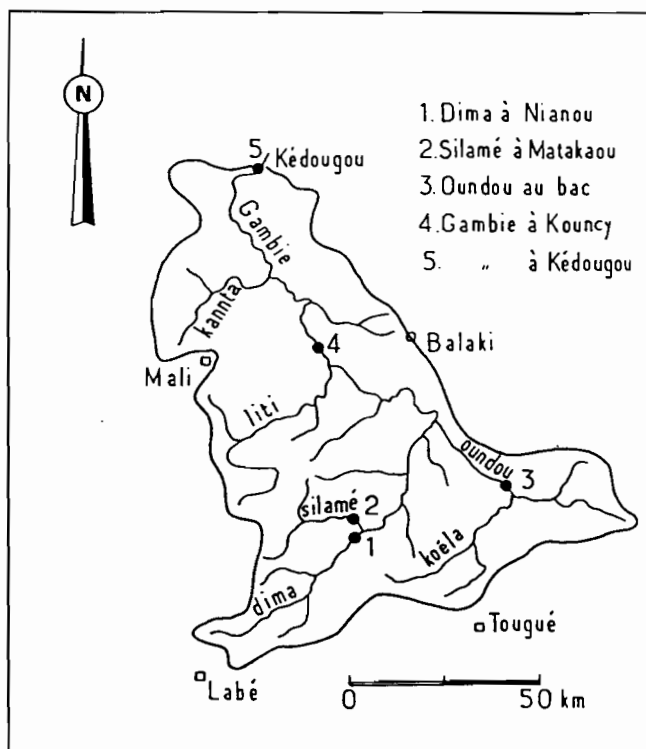 N
1. Dima à Nianou
2. Silamé à Matakaou
3. Oundou au bac
4. Gambie à Kouncy
5. „ à Kédougou
5
Kédougou
Gambie
kannta
4
Balaki
Mali
liti
oundou
3
silamé
2
1
koéla
dima
Tougué
Labé
0 50 km